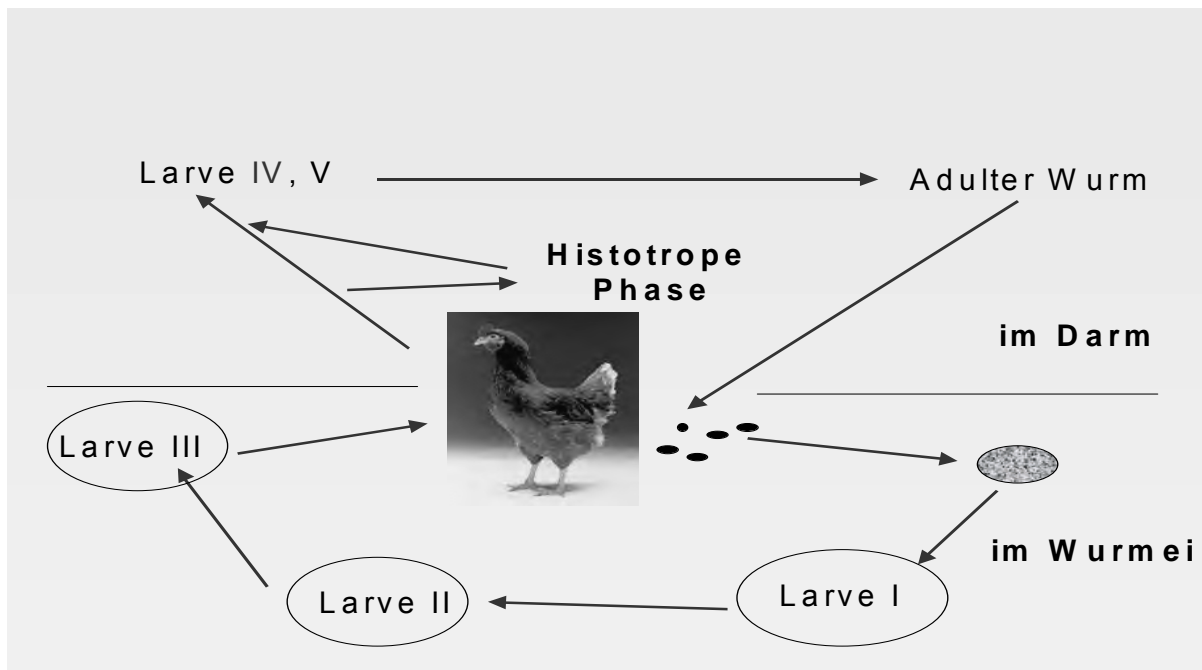 Larve IV, V
Adulter Wurm
Histotrope
Phase
im Darm
Larve III
im Wurmei
Larve II
Larve I